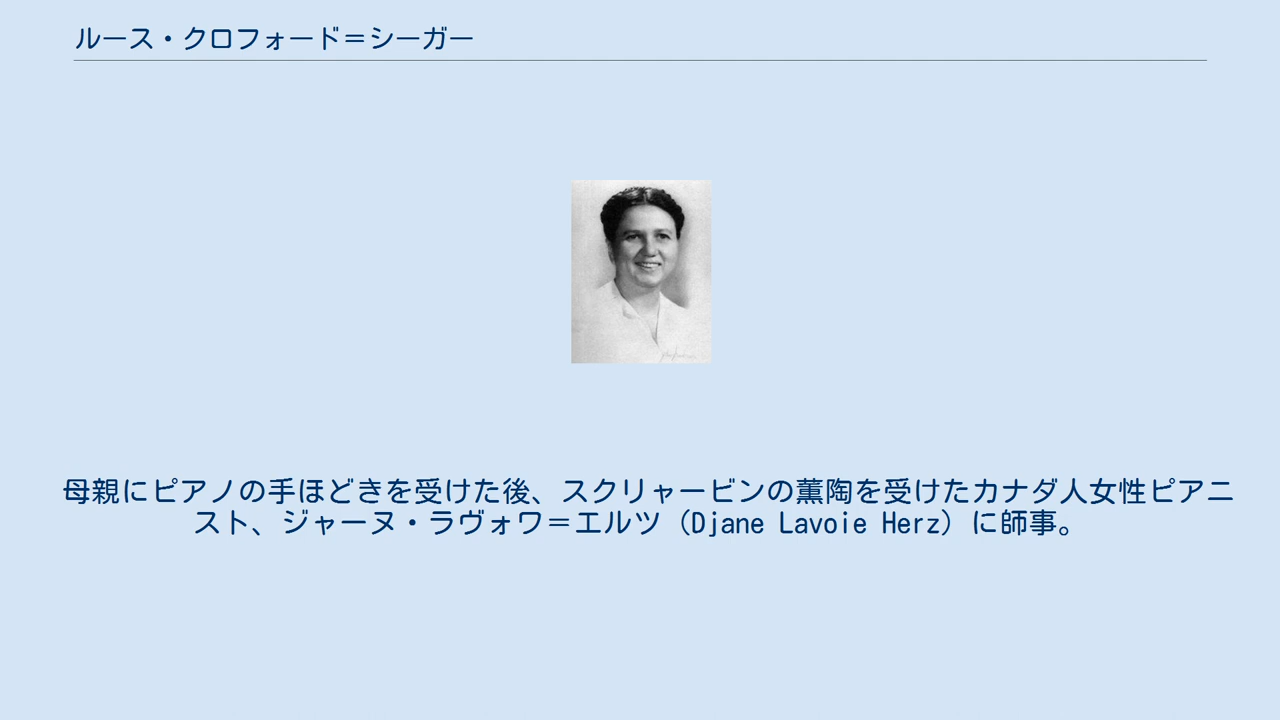 ルース・クロフォード＝シーガー
母親にピアノの手ほどきを受けた後、スクリャービンの薫陶を受けたカナダ人女性ピアニ
スト、ジャーヌ・ラヴォワ＝エルツ（Djane Lavoie Herz）に師事。